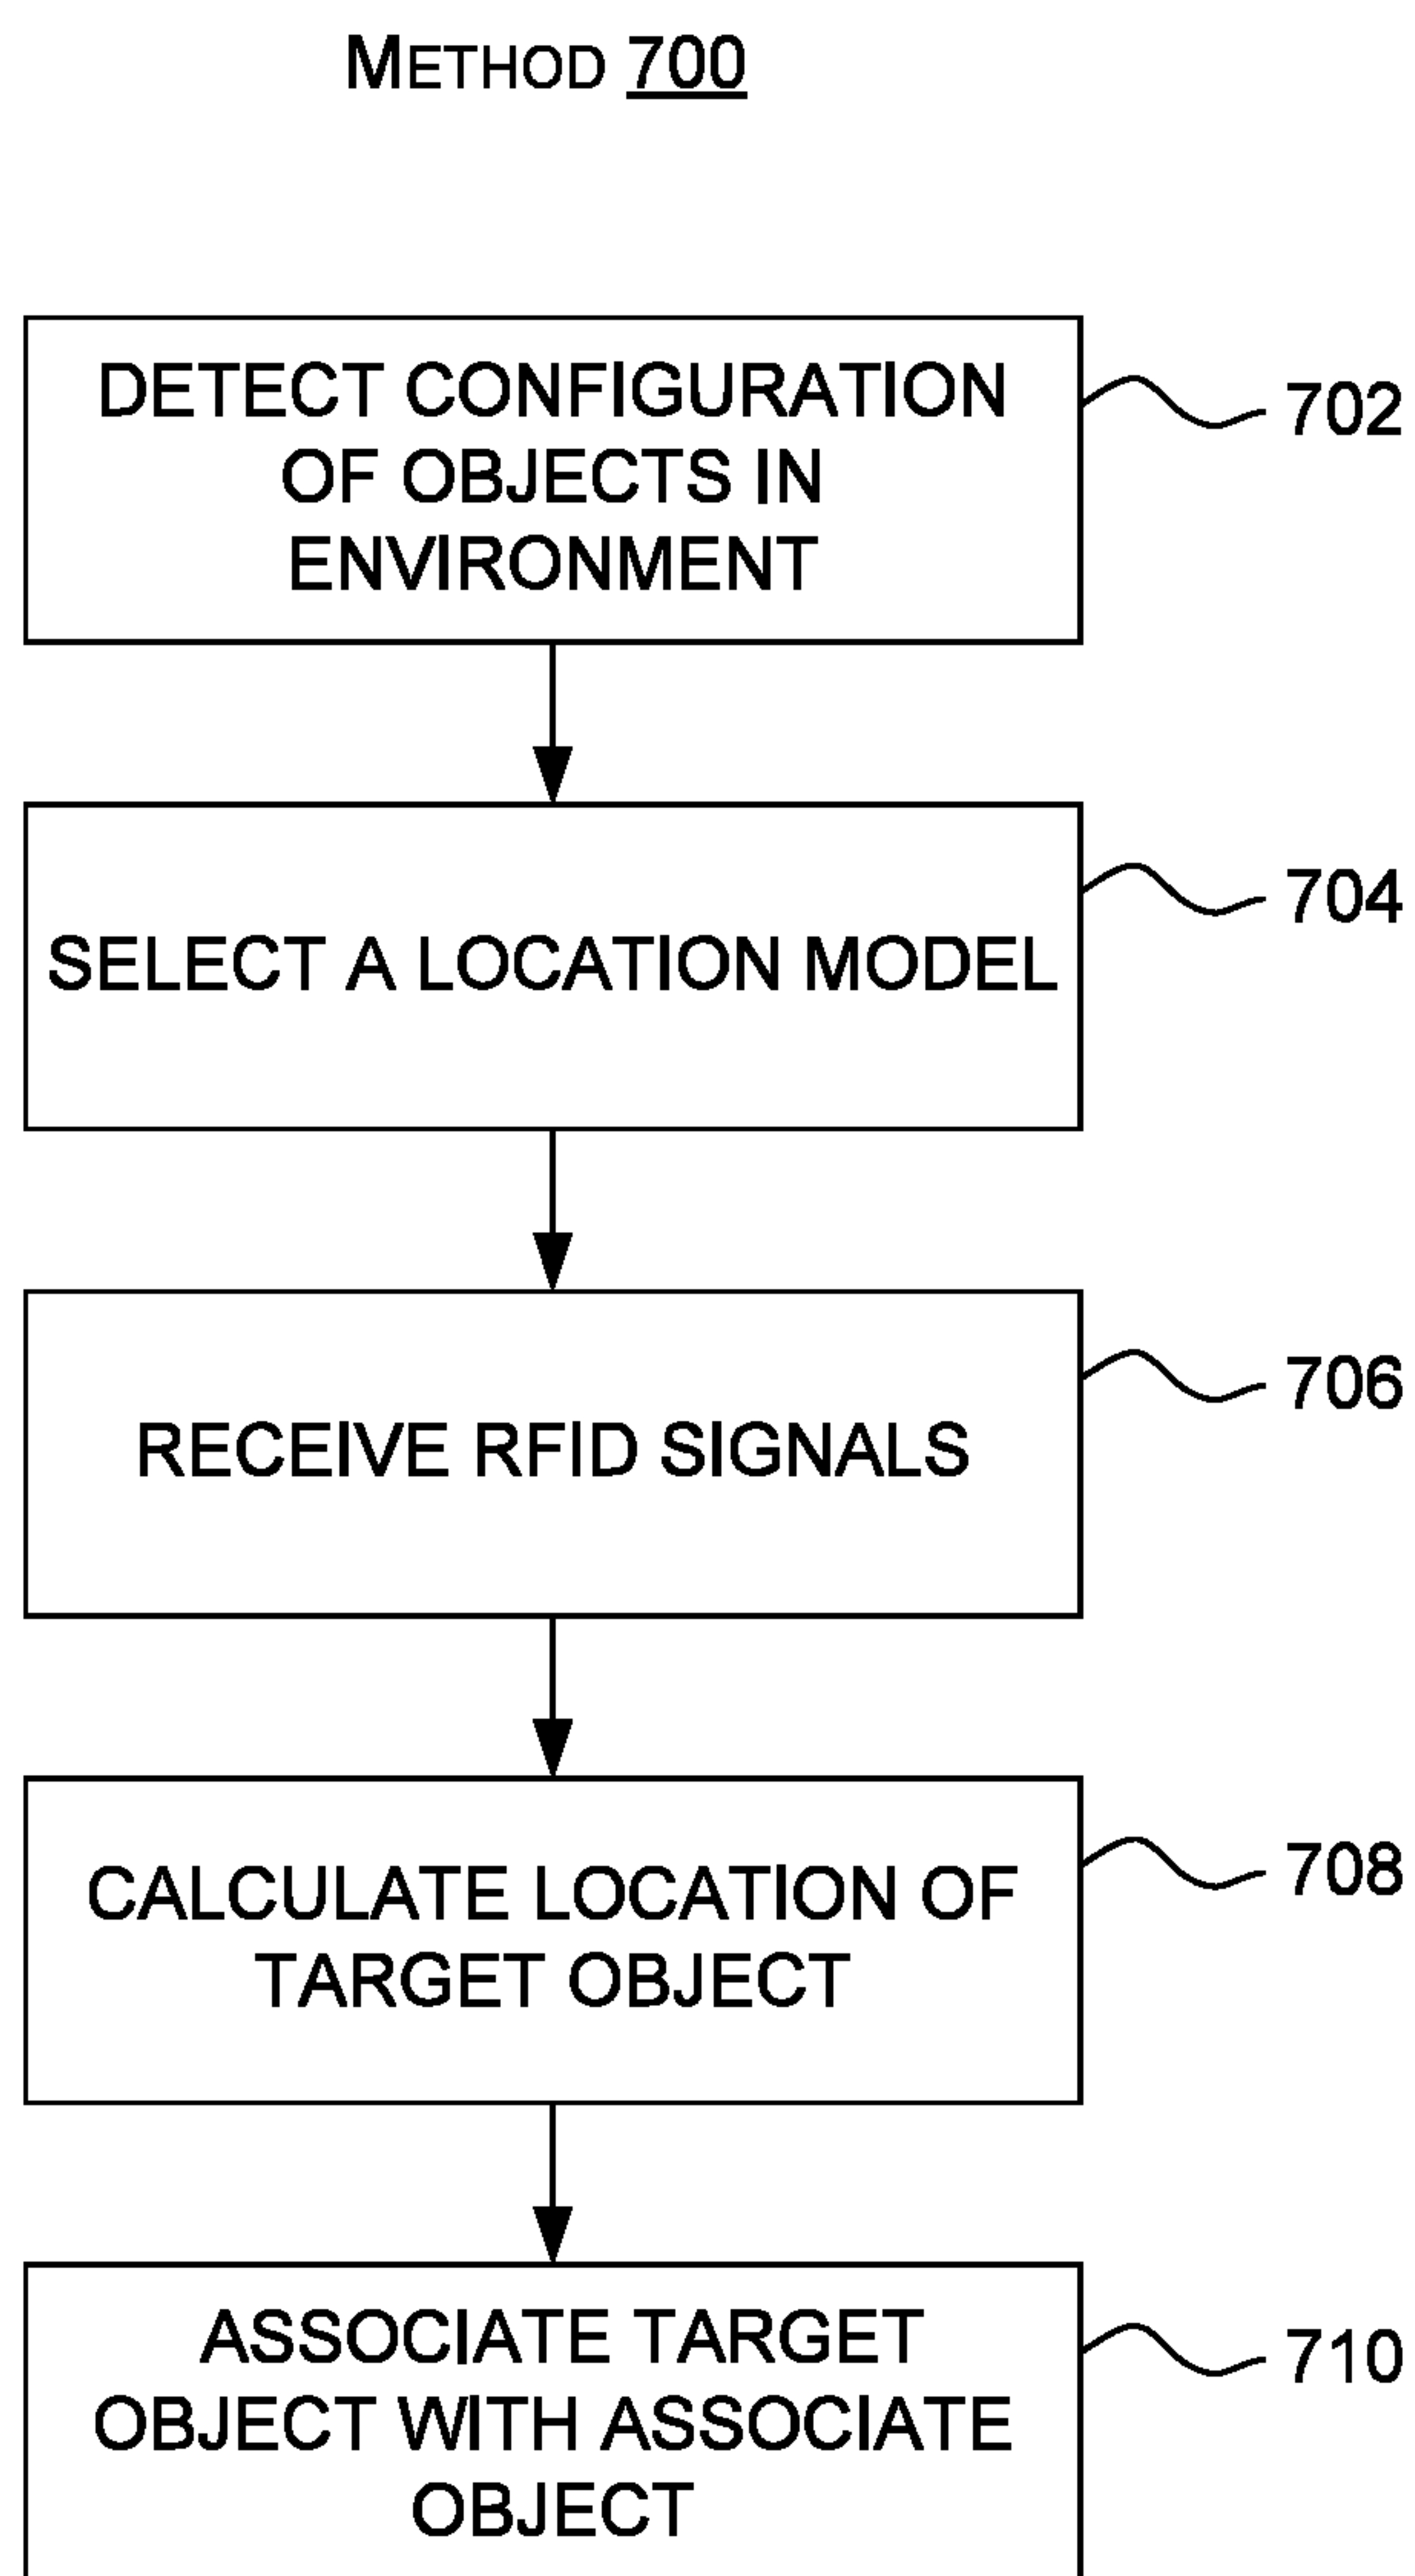 METHOD 700
DETECT CONFIGURATION
OF OBJECTS IN
ENVIRONMENT
702
SELECT A LOCATION MODEL
704
RECEIVE RFID SIGNALS
706
CALCULATE LOCATION OF
TARGET OBJECT
708
ASSOCIATE TARGET
OBJECT WITH ASSOCIATE
OBJECT
710